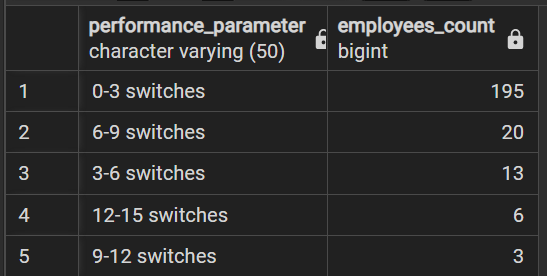 performance_parameter employees_count
character varying (50) bigint
1 0-3 switches 195
2 6-9 switches 20
3 3-6 switches 13
4 12-15 switches 6
5 9-12 switches 3